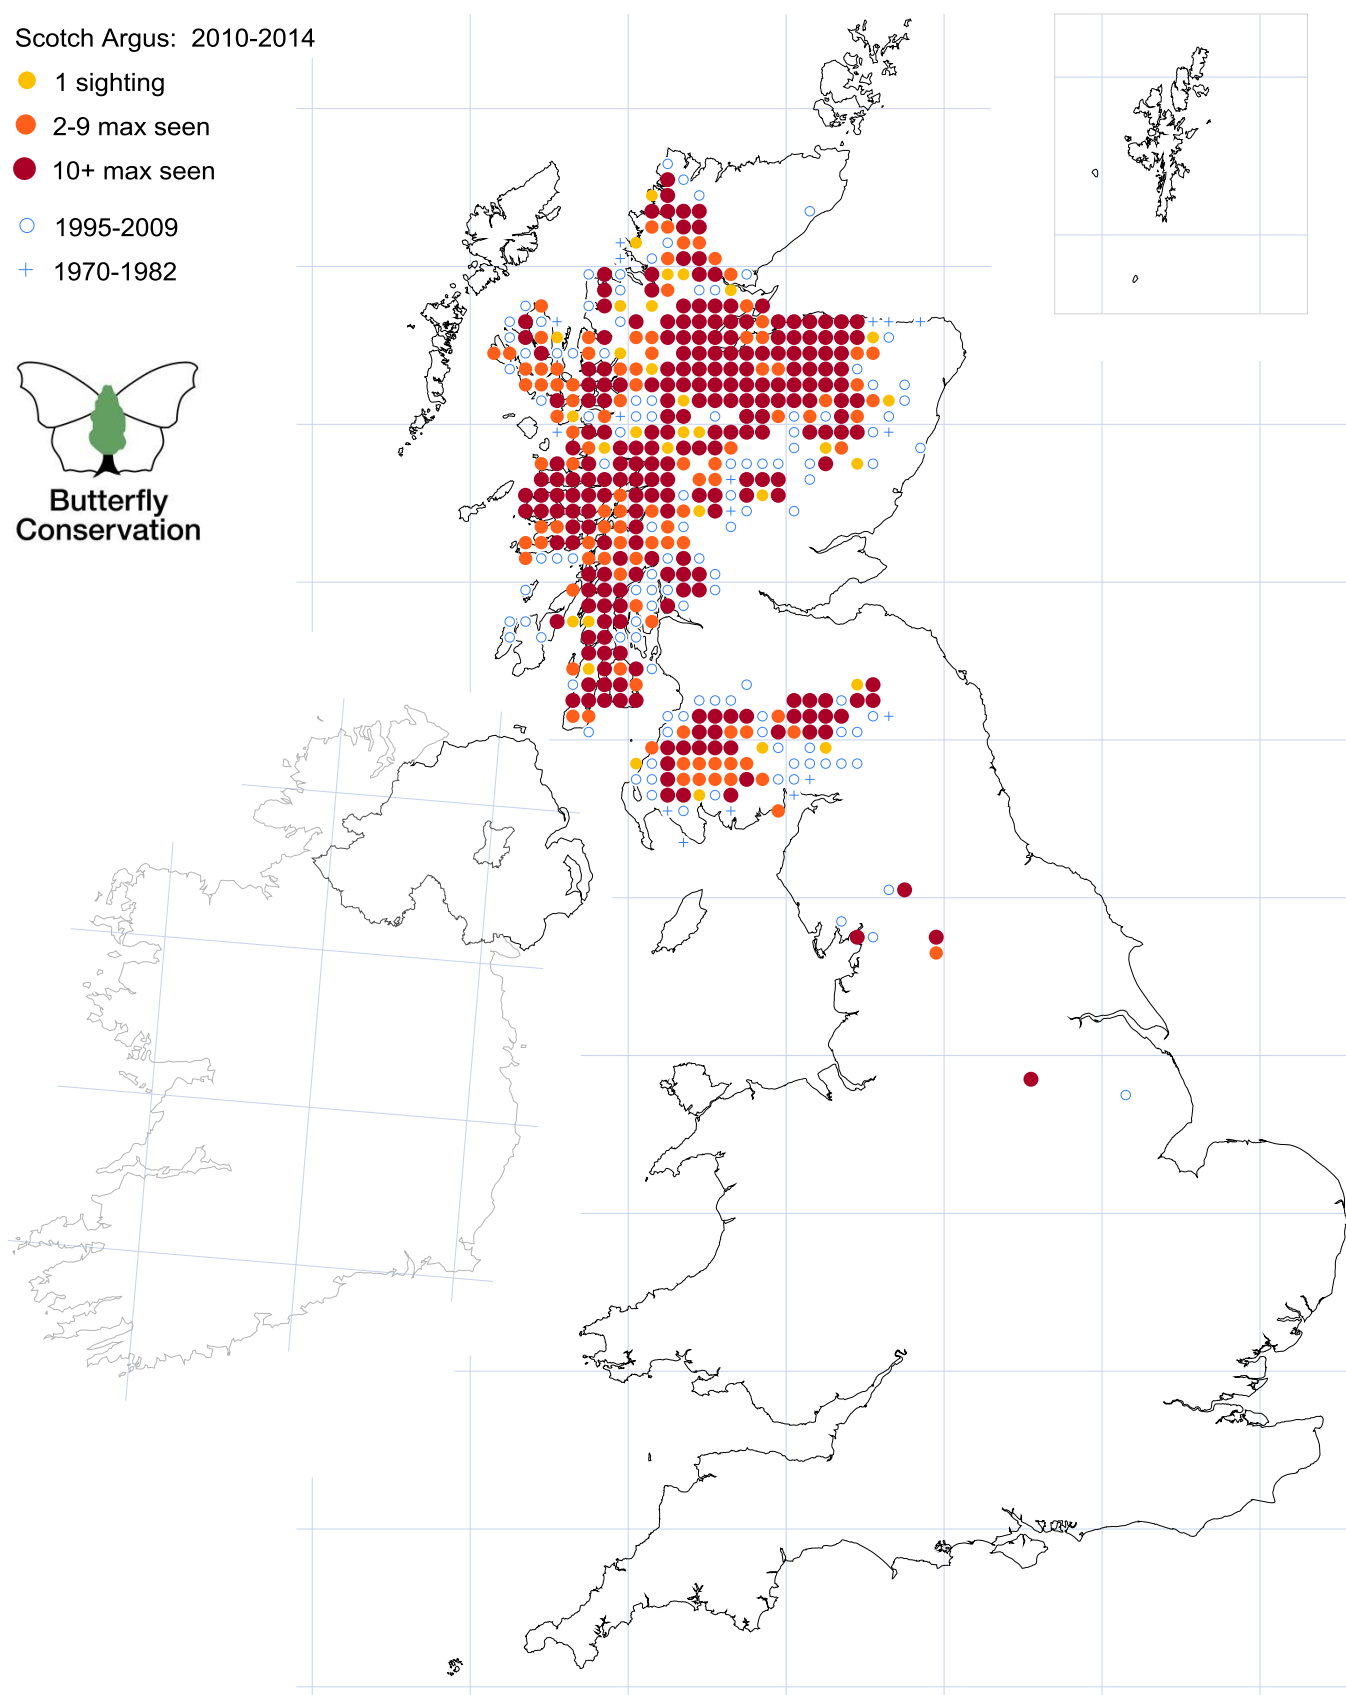 Scotch Argus: 2010-2014
1 sighting
2-9 max seen
10+ max seen
1995-2009
1970-1982
Butterfly
Conservation